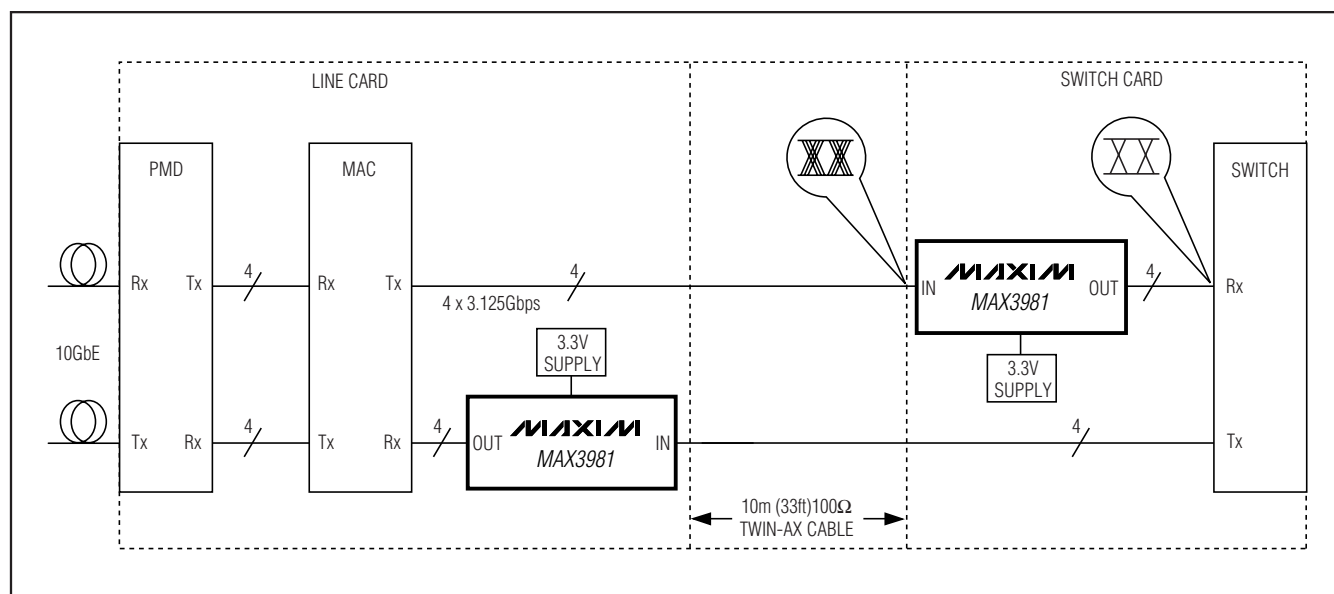 LINE CARD
SWITCH CARD
PMD
MAC
SWITCH
Rx
Tx
4
Rx
Tx
4
4 x 3.125Gbps
IN
MAXIM
MAX3981
OUT
4
Rx
3.3V
SUPPLY
3.3V
SUPPLY
10GbE
Tx
Rx
4
Tx
Rx
4
OUT
MAXIM
MAX3981
IN
4
Tx
10m (33ft)100Ω
TWIN-AX CABLE